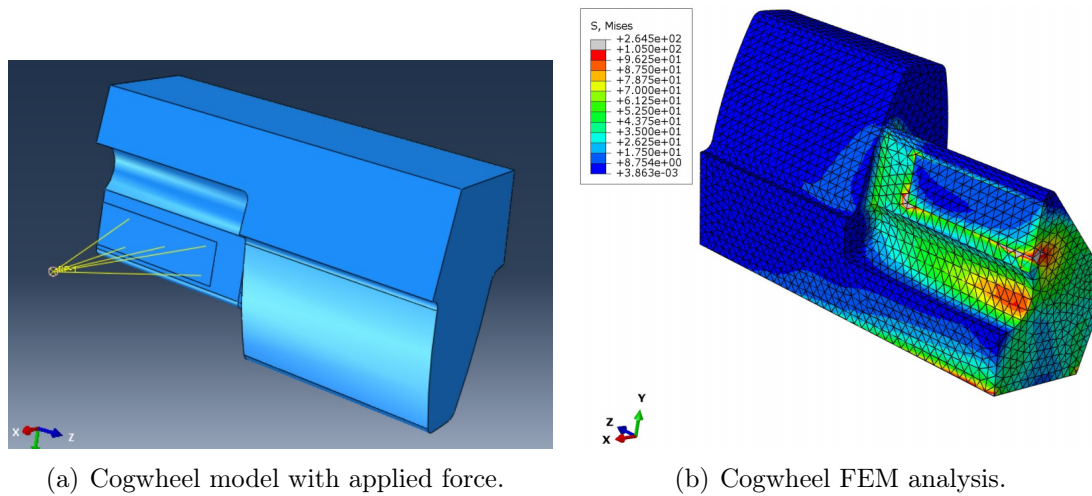 X
Z
(a) Cogwheel model with applied force.
S, Mises
+2.645e+02
+1.050e+02
+9.625e+01
+8.750e+01
+7.875e+01
+7.000e+01
+6.125e+01
+5.250e+01
+4.375e+01
+3.500e+01
+2.625e+01
+1.750e+01
+8.754e+00
+3.863e-03
Y
Z
X
(b) Cogwheel FEM analysis.